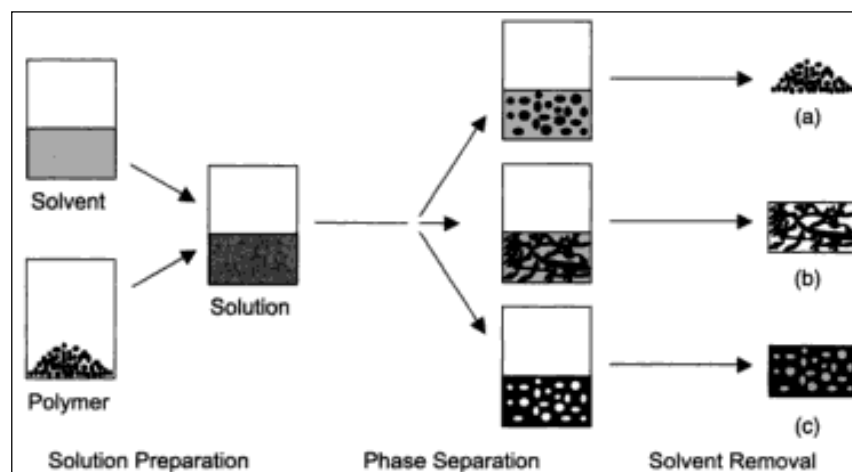 Solvent
Polymer
Solution
(a)
(b)
(c)
Solution Preparation
Phase Separation
Solvent Removal